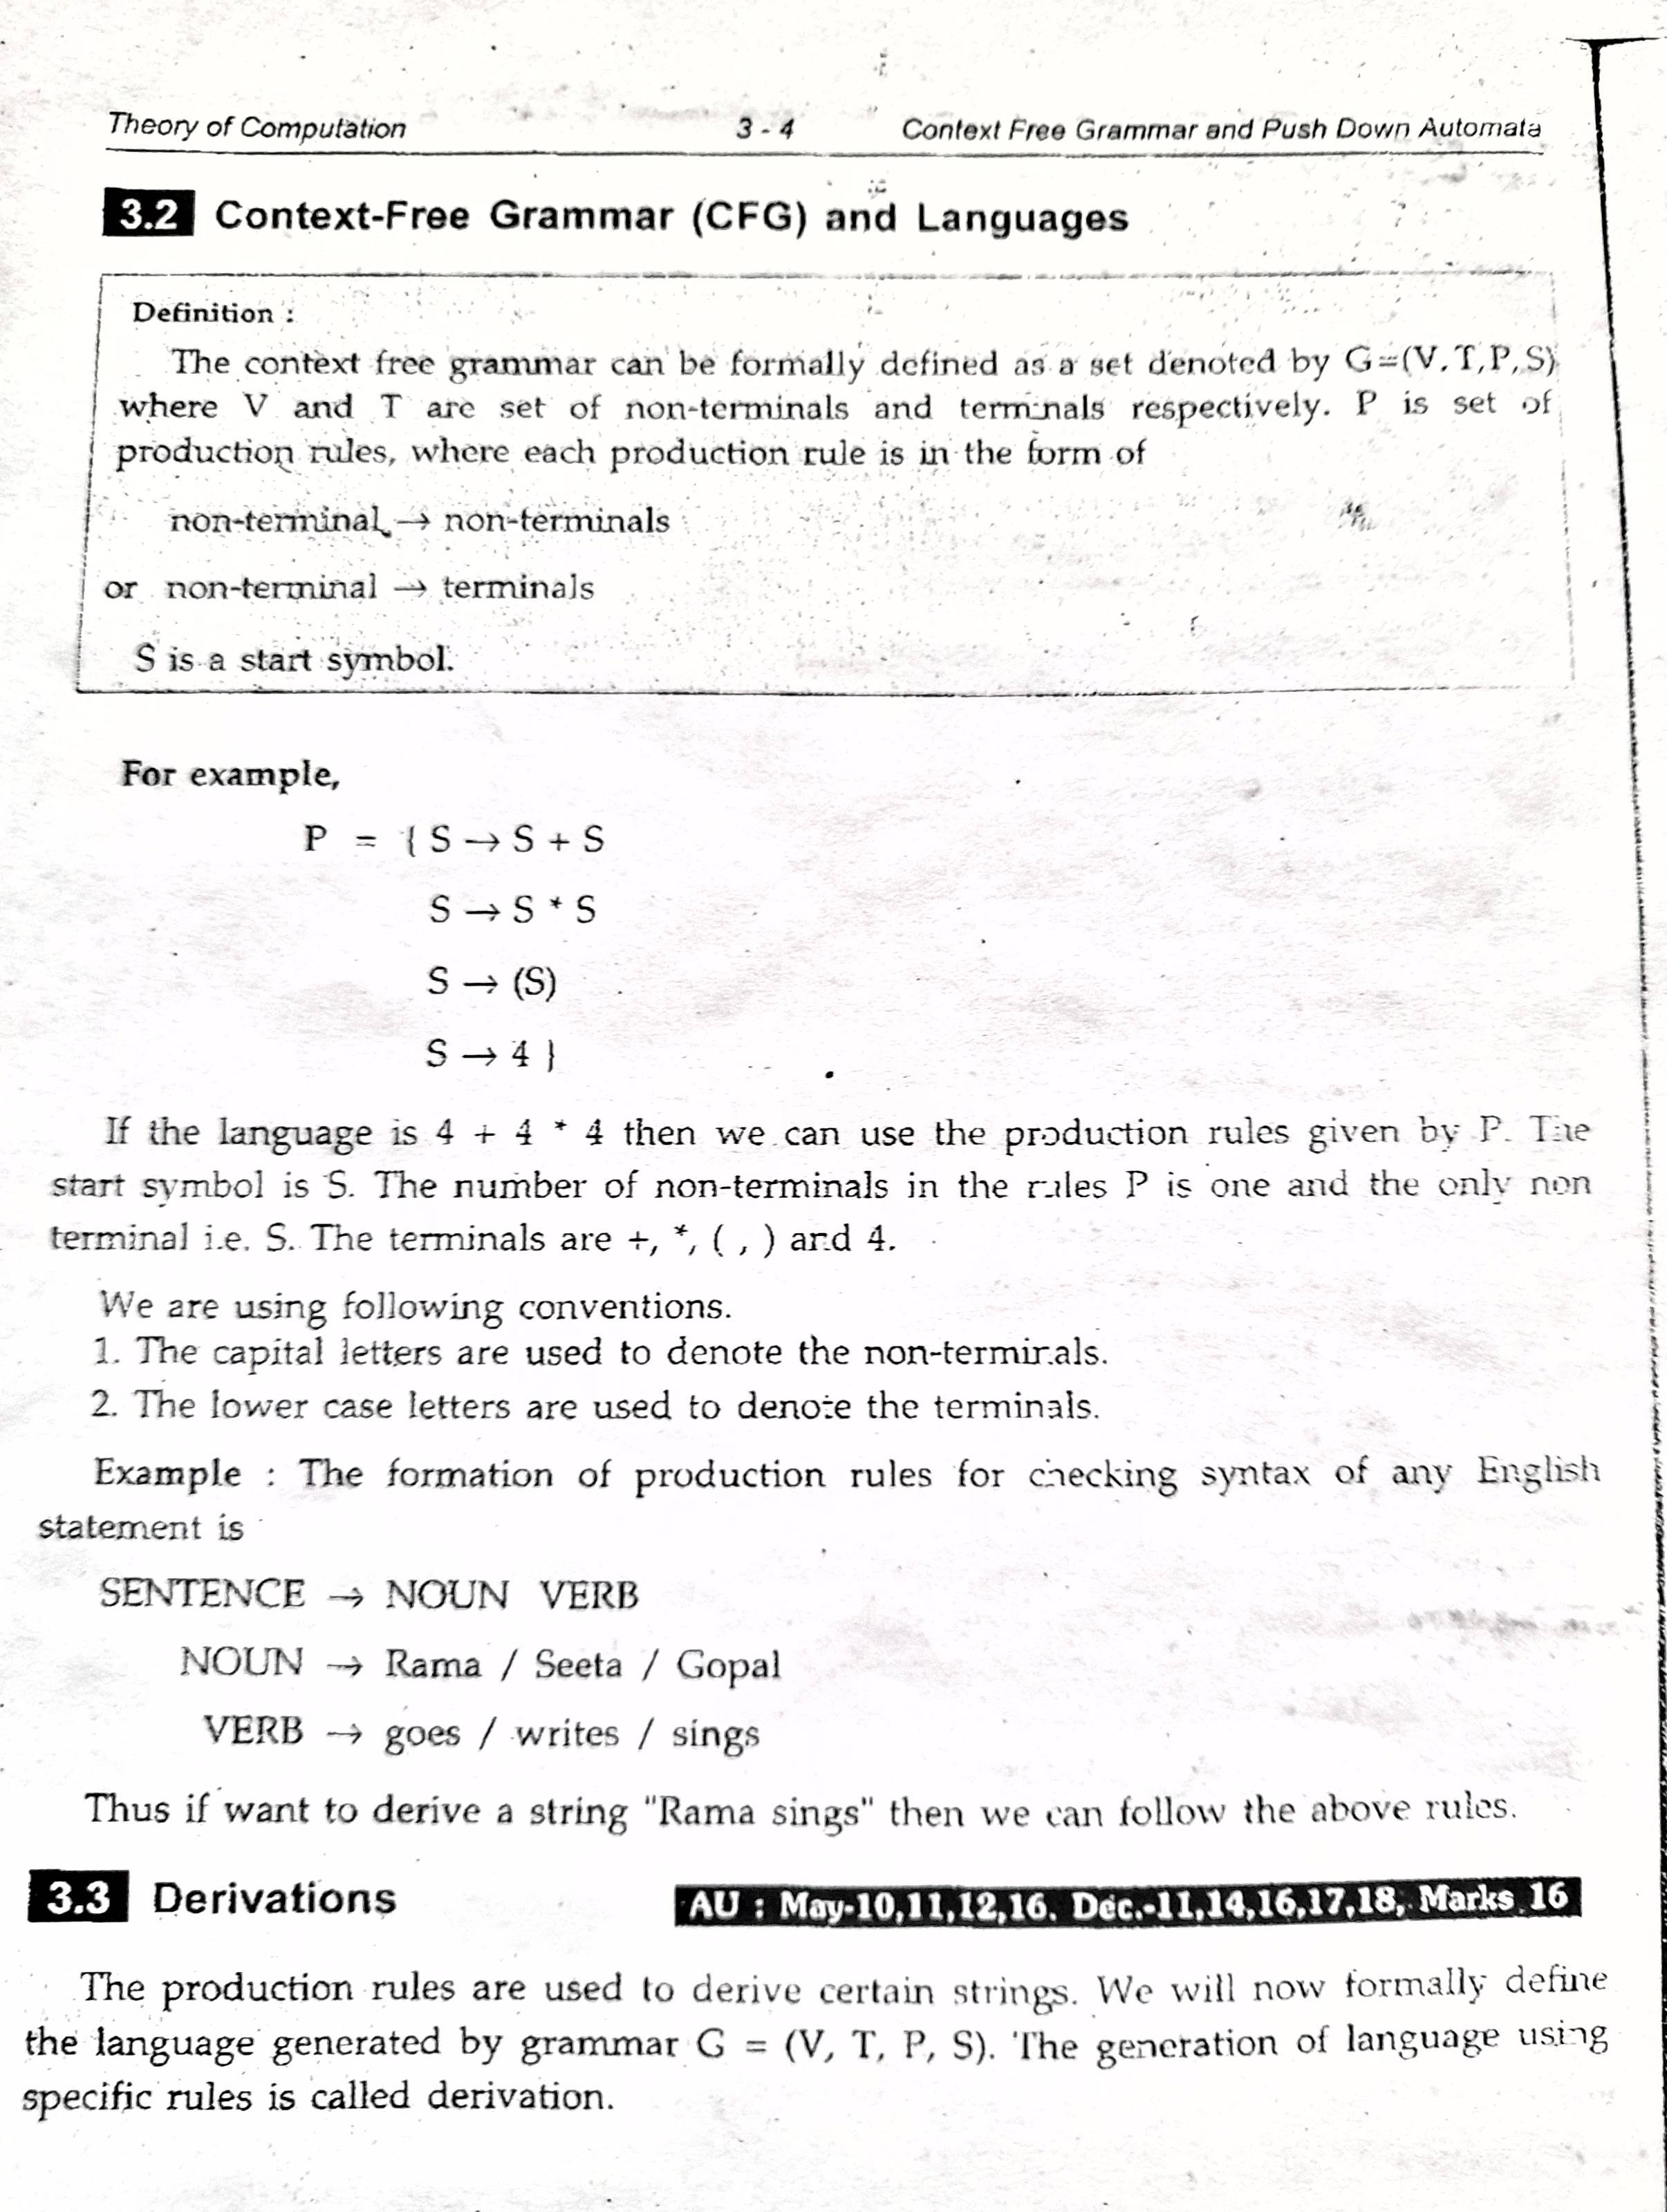 Theory of Computation 3 - 4 Context Free Grammar and Push Down Automata
3.2 Context-Free Grammar (CFG) and Languages
Definition :
The context free grammar can be formally defined as a set denoted by G=(V,T,P,S)
where V and T are set of non-terminals and terminals respectively. P is set of
production rules, where each production rule is in the form of
non-terminal → non-terminals
or non-terminal → terminals
S is a start symbol.
For example,
P = { S → S + S
S → S * S
S → (S)
S → 4 }
If the language is 4 + 4 * 4 then we can use the production rules given by P. The
start symbol is S. The number of non-terminals in the rules P is one and the only non
terminal i.e. S. The terminals are +, *, ( , ) and 4.
We are using following conventions.
1. The capital letters are used to denote the non-terminals.
2. The lower case letters are used to denote the terminals.
Example : The formation of production rules for checking syntax of any English
statement is
SENTENCE → NOUN VERB
NOUN → Rama / Seeta / Gopal
VERB → goes / writes / sings
Thus if want to derive a string "Rama sings" then we can follow the above rules.
3.3 Derivations AU : May-10,11,12,16, Dec.-11,14,16,17,18, Marks 16
The production rules are used to derive certain strings. We will now formally define
the language generated by grammar G = (V, T, P, S). The generation of language using
specific rules is called derivation.